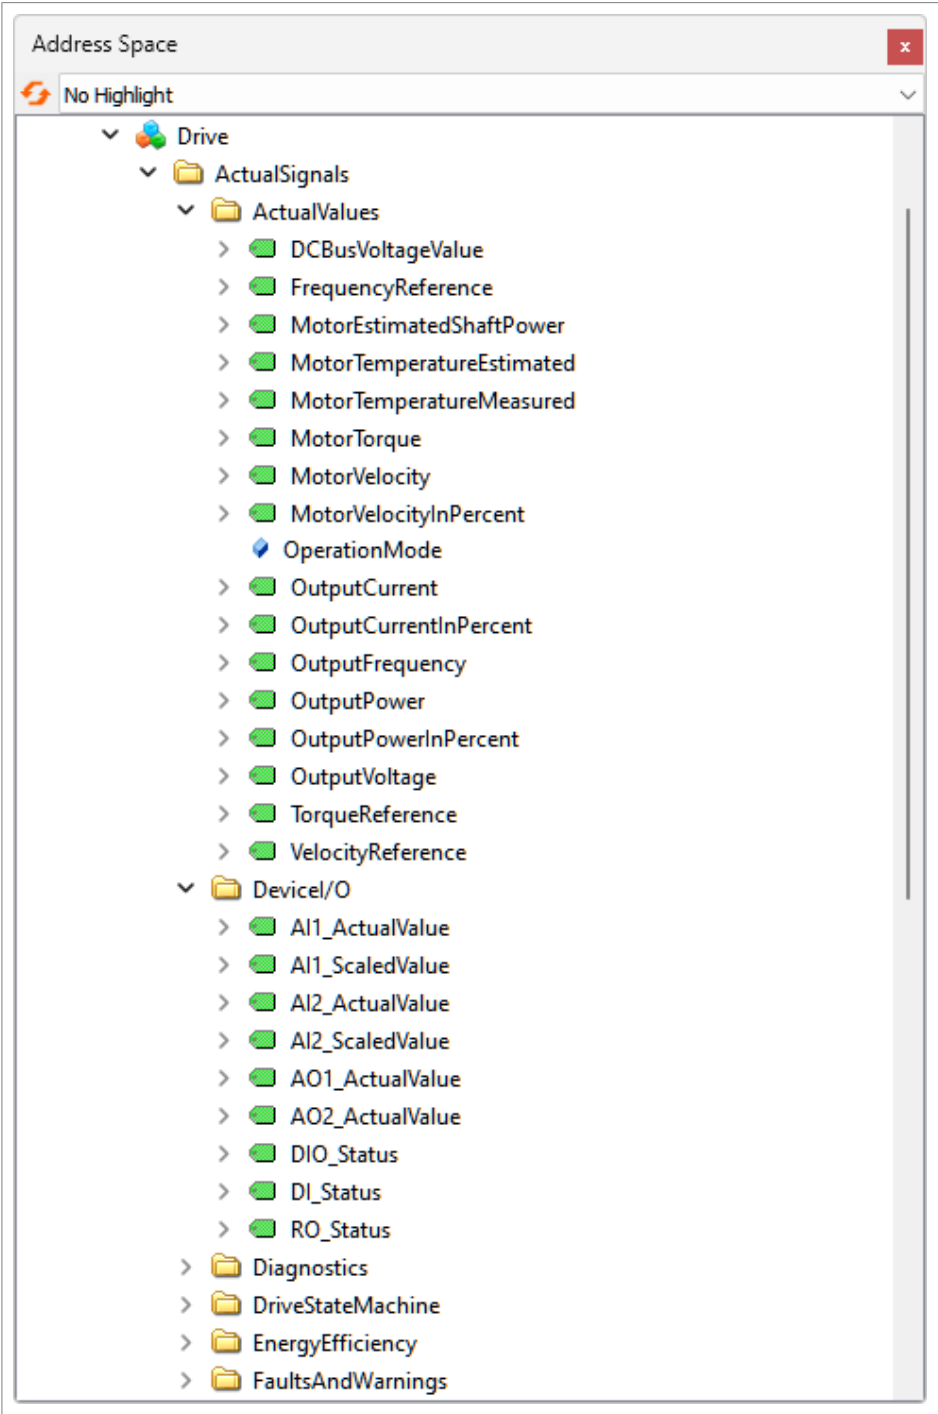 Address Space
x
No Highlight
Drive
ActualSignals
ActualValues
DCBusVoltageValue
FrequencyReference
MotorEstimatedShaftPower
MotorTemperatureEstimated
MotorTemperatureMeasured
MotorTorque
MotorVelocity
MotorVelocityInPercent
OperationMode
OutputCurrent
OutputCurrentInPercent
OutputFrequency
OutputPower
OutputPowerInPercent
OutputVoltage
TorqueReference
VelocityReference
DeviceI/O
AI1_ActualValue
AI1_ScaledValue
AI2_ActualValue
AI2_ScaledValue
AO1_ActualValue
AO2_ActualValue
DIO_Status
DI_Status
RO_Status
Diagnostics
DriveStateMachine
EnergyEfficiency
FaultsAndWarnings